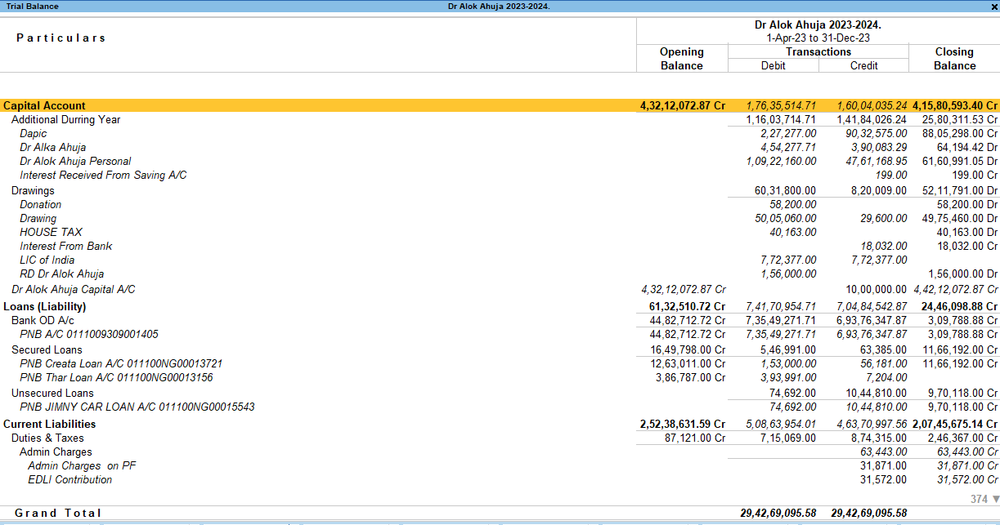 Trial Balance Dr Alok Ahuja 2023-2024.
Particulars Dr Alok Ahuja 2023-2024.
1-Apr-23 to 31-Dec-23
Opening Transactions Closing
Balance Debit Credit Balance
Capital Account 4,32,12,072.87 Cr 1,76,35,514.71 1,60,04,035.24 4,15,80,593.40 Cr
Additional Durring Year 1,16,03,714.71 1,41,84,026.24 25,80,311.53 Cr
Dapic 2,27,277.00 90,32,575.00 88,05,298.00 Cr
Dr Alka Ahuja 4,54,277.71 3,90,083.29 64,194.42 Dr
Dr Alok Ahuja Personal 1,09,22,160.00 47,61,168.95 61,60,991.05 Dr
Interest Received From Saving A/C 199.00 199.00 Cr
Drawings 60,31,800.00 8,20,009.00 52,11,791.00 Dr
Donation 58,200.00 58,200.00 Dr
Drawing 50,05,060.00 29,600.00 49,75,460.00 Dr
HOUSE TAX 40,163.00 40,163.00 Dr
Interest From Bank 18,032.00 18,032.00 Cr
LIC of India 7,72,377.00 7,72,377.00
RD Dr Alok Ahuja 1,56,000.00 1,56,000.00 Dr
Dr Alok Ahuja Capital A/C 4,32,12,072.87 Cr 10,00,000.00 4,42,12,072.87 Cr
Loans (Liability) 61,32,510.72 Cr 7,41,70,954.71 7,04,84,542.87 24,46,098.88 Cr
Bank OD A/c 44,82,712.72 Cr 7,35,49,271.71 6,93,76,347.87 3,09,788.88 Cr
PNB A/C 0111009309001405 44,82,712.72 Cr 7,35,49,271.71 6,93,76,347.87 3,09,788.88 Cr
Secured Loans 16,49,798.00 Cr 5,46,991.00 63,385.00 11,66,192.00 Cr
PNB Creata Loan A/C 011100NG00013721 12,63,011.00 Cr 1,53,000.00 56,181.00 11,66,192.00 Cr
PNB Thar Loan A/C 011100NG00013156 3,86,787.00 Cr 3,93,991.00 7,204.00
Unsecured Loans 74,692.00 10,44,810.00 9,70,118.00 Cr
PNB JIMNY CAR LOAN A/C 011100NG00015543 74,692.00 10,44,810.00 9,70,118.00 Cr
Current Liabilities 2,52,38,631.59 Cr 5,08,63,954.01 4,63,70,997.56 2,07,45,675.14 Cr
Duties & Taxes 87,121.00 Cr 7,15,069.00 8,74,315.00 2,46,367.00 Cr
Admin Charges 63,443.00 63,443.00 Cr
Admin Charges on PF 31,871.00 31,871.00 Cr
EDLI Contribution 31,572.00 31,572.00 Cr
374
Grand Total 29,42,69,095.58 29,42,69,095.58